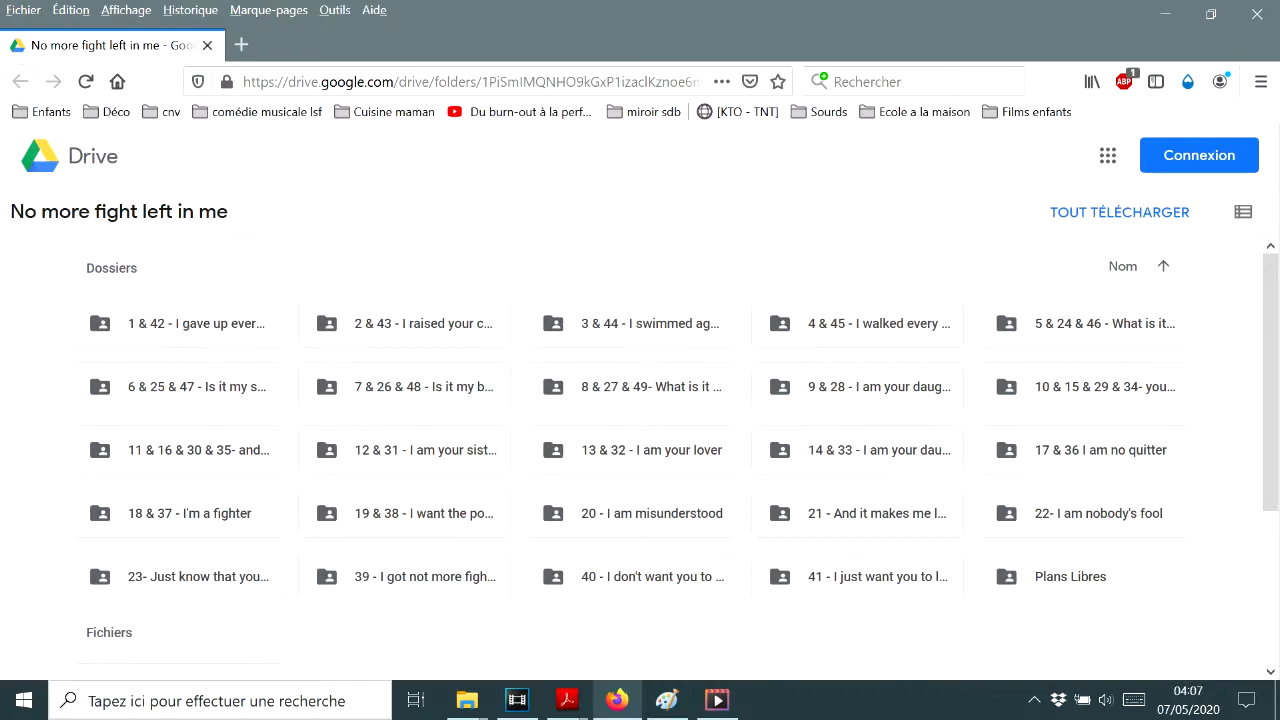 Fichier Édition Affichage Historique Marque-pages Outils Aide
No more fight left in me - Goo
https://drive.google.com/drive/folders/1PiSmIMQNHO9kGxP1izacIKznoe6n
Rechercher
ABP 1
Enfants Déco cnv comédie musicale lsf Cuisine maman Du burn-out à la perf... miroir sdb [KTO - TNT] Sourds Ecole a la maison Films enfants
Drive
Connexion
No more fight left in me
TOUT TÉLÉCHARGER
Dossiers
Nom
1 & 42 - I gave up ever... 2 & 43 - I raised your c... 3 & 44 - I swimmed ag... 4 & 45 - I walked every ... 5 & 24 & 46 - What is it...
6 & 25 & 47 - Is it my s... 7 & 26 & 48 - Is it my b... 8 & 27 & 49- What is it ... 9 & 28 - I am your daug... 10 & 15 & 29 & 34- you...
11 & 16 & 30 & 35- and... 12 & 31 - I am your sist... 13 & 32 - I am your lover 14 & 33 - I am your dau... 17 & 36 I am no quitter
18 & 37 - I'm a fighter 19 & 38 - I want the po... 20 - I am misunderstood 21 - And it makes me l... 22- I am nobody's fool
23- Just know that you... 39 - I got not more figh... 40 - I don't want you to ... 41 - I just want you to l... Plans Libres
Fichiers
Tapez ici pour effectuer une recherche
04:07
07/05/2020